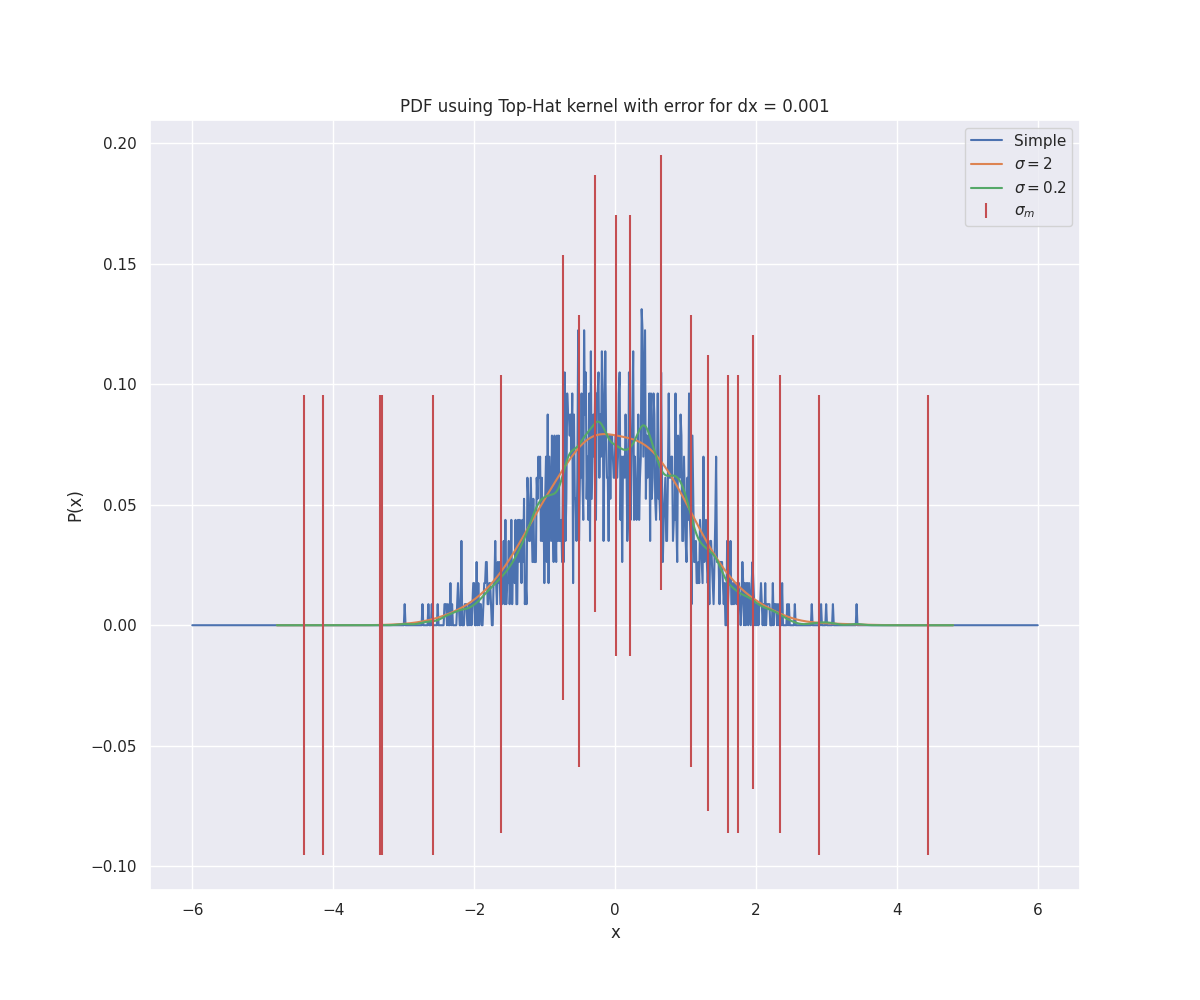 PDF usuing Top-Hat kernel with error for dx = 0.001
Simple
σ = 2
σ = 0.2
σm
0.20
0.15
0.10
0.05
0.00
−0.05
−0.10
P(x)
−6 −4 −2 0 2 4 6
x